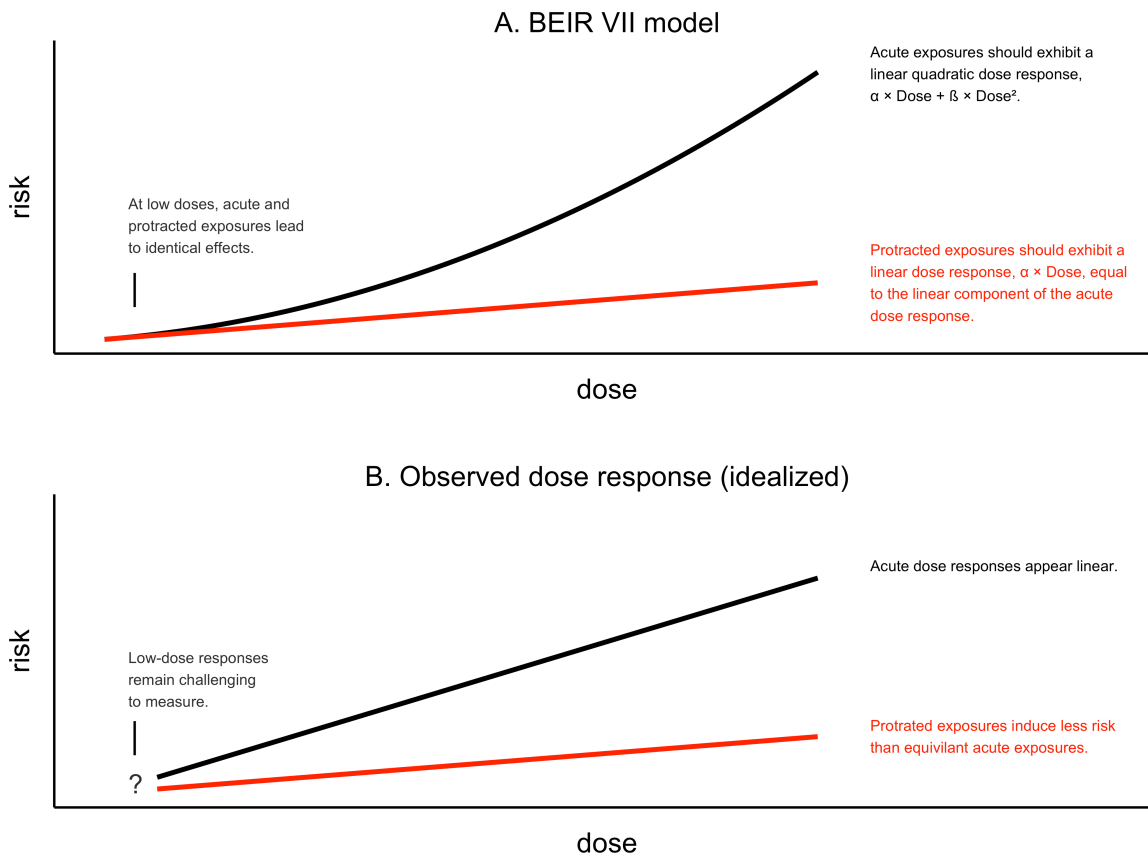 A. BEIR VII model
Acute exposures should exhibit a
linear quadratic dose response,
α × Dose + ß × Dose².
risk
At low doses, acute and
protracted exposures lead
to identical effects.
Protracted exposures should exhibit a
linear dose response, α × Dose, equal
to the linear component of the acute
dose response.
dose
B. Observed dose response (idealized)
Acute dose responses appear linear.
risk
Low-dose responses
remain challenging
to measure.
?
Protrated exposures induce less risk
than equivilant acute exposures.
dose